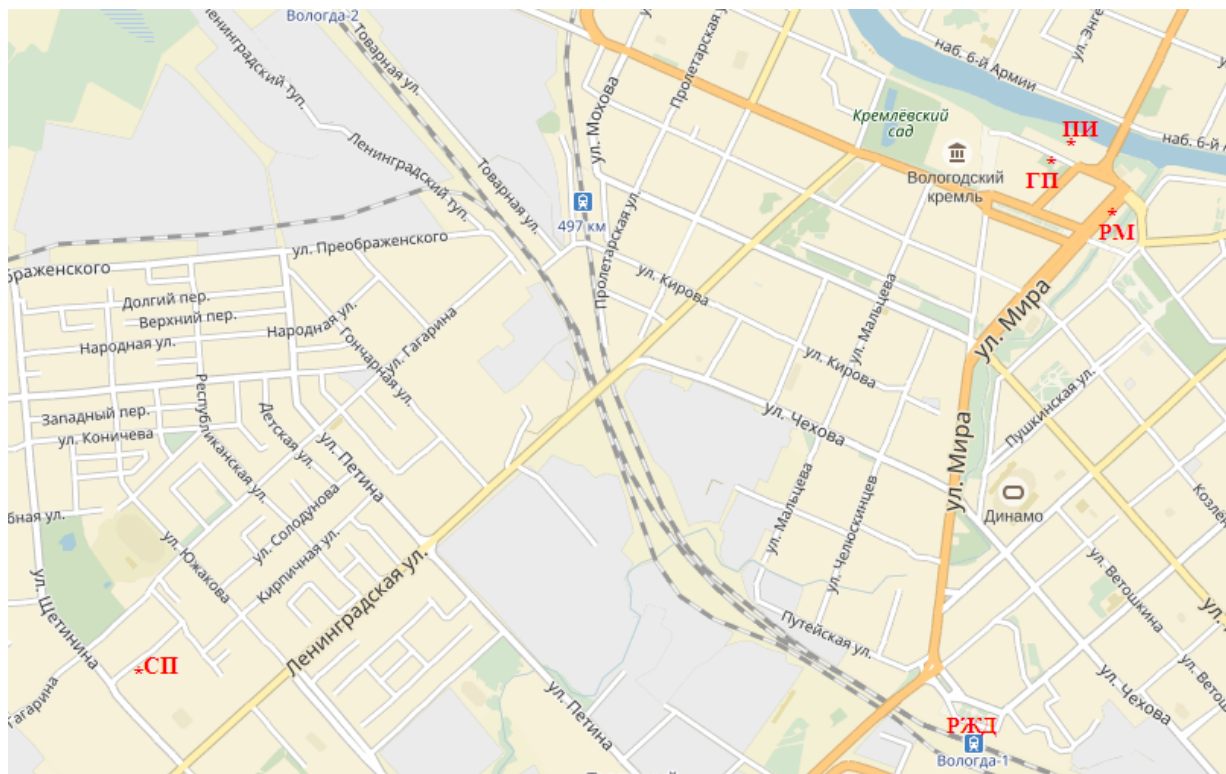 Вологда-2
Ленинградский туп.
Товарная ул.
ул. Мохова
Пролетарская ул.
наб. 6-й Армии
ул. Энге
Кремлёвский
сад
ПИ
наб. 6-й А
Ленинградский туп.
Товарная ул.
497 км
Вологодский
кремль
ГП
РМ
ул. Преображенского
ображенского
Пролетарская ул.
ул. Кирова
Долгий пер.
Верхний пер.
Народная ул.
Народная ул.
Гончарная ул.
ул. Гагарина
ул. Мальцева
ул. Мира
ул. Кирова
Западный пер.
ул. Коничева
Республиканская ул.
Детская ул.
ул. Петина
ул. Чехова
ул. Мира
Пушкинская ул.
Козлён
Динамо
бная ул.
ул. Солодунова
ул. Южакова
Кирпичная ул.
ул. Мальцева
ул. Челюскинцев
ул. Ветошкина
ул. Щетинина
Ленинградская ул.
Путейская ул.
СП
Гагарина
ул. Петина
ул. Чехова
ул. Ветош
РЖД
Вологда-1